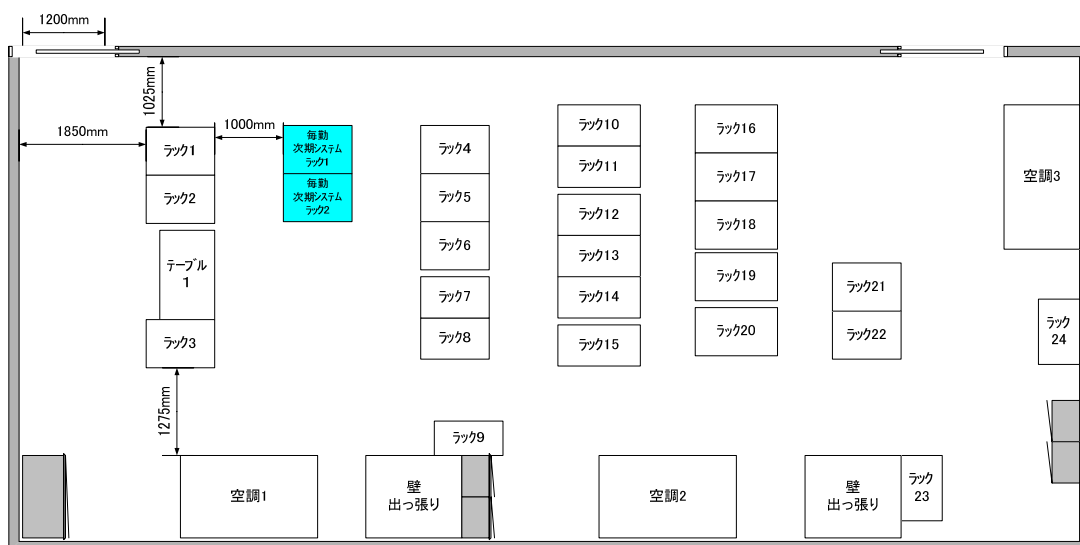 1200mm
1025mm
1850mm
1000mm
ラック1
ラック2
テーブル
1
ラック3
1275mm
毎勤
次期システム
ラック1
毎勤
次期システム
ラック2
ラック4
ラック5
ラック6
ラック7
ラック8
ラック9
ラック10
ラック11
ラック12
ラック13
ラック14
ラック15
ラック16
ラック17
ラック18
ラック19
ラック20
ラック21
ラック22
空調3
ラック
24
空調1
壁
出っ張り
空調2
壁
出っ張り
ラック
23